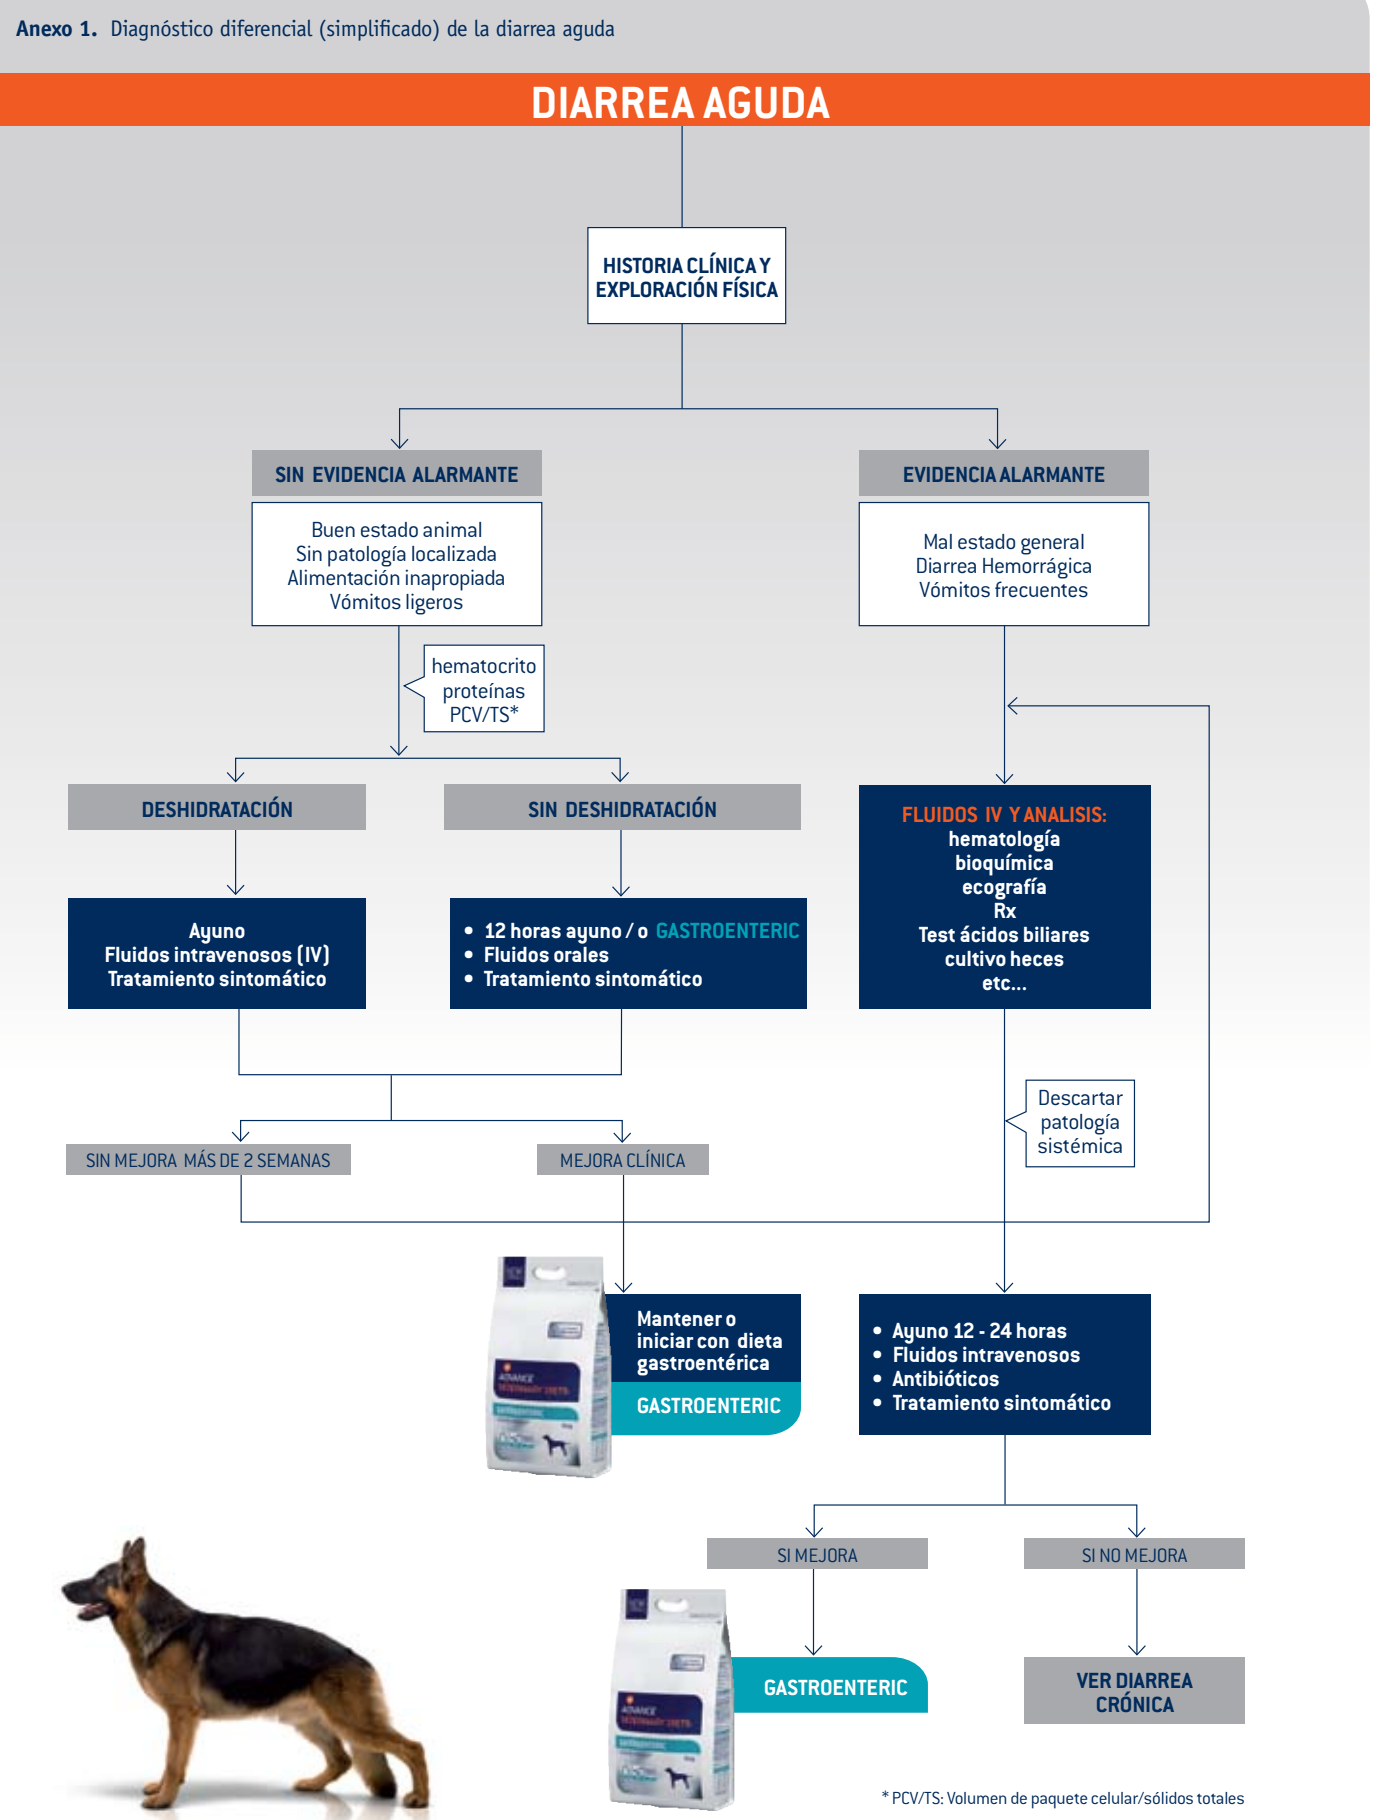 Anexo 1. Diagnóstico diferencial (simplificado) de la diarrea aguda
DIARREA AGUDA
HISTORIA CLÍNICA Y
EXPLORACIÓN FÍSICA
SIN EVIDENCIA ALARMANTE
Buen estado animal
Sin patología localizada
Alimentación inapropiada
Vómitos ligeros
EVIDENCIA ALARMANTE
Mal estado general
Diarrea Hemorrágica
Vómitos frecuentes
hematocrito
proteínas
PCV/TS*
DESHIDRATACIÓN
SIN DESHIDRATACIÓN
Ayuno
Fluidos intravenosos (IV)
Tratamiento sintomático
• 12 horas ayuno / o GASTROENTERIC
• Fluidos orales
• Tratamiento sintomático
FLUIDOS IV Y ANALISIS:
hematología
bioquímica
ecografía
Rx
Test ácidos biliares
cultivo heces
etc...
Descartar
patología
sistémica
SIN MEJORA MÁS DE 2 SEMANAS
MEJORA CLÍNICA
Mantener o
iniciar con dieta
gastroentérica
GASTROENTERIC
ADVANCE
VETERINARY DIETS
• Ayuno 12 - 24 horas
• Fluidos intravenosos
• Antibióticos
• Tratamiento sintomático
SI MEJORA
SI NO MEJORA
ADVANCE
VETERINARY DIETS
GASTROENTERIC
VER DIARREA
CRÓNICA
* PCV/TS: Volumen de paquete celular/sólidos totales